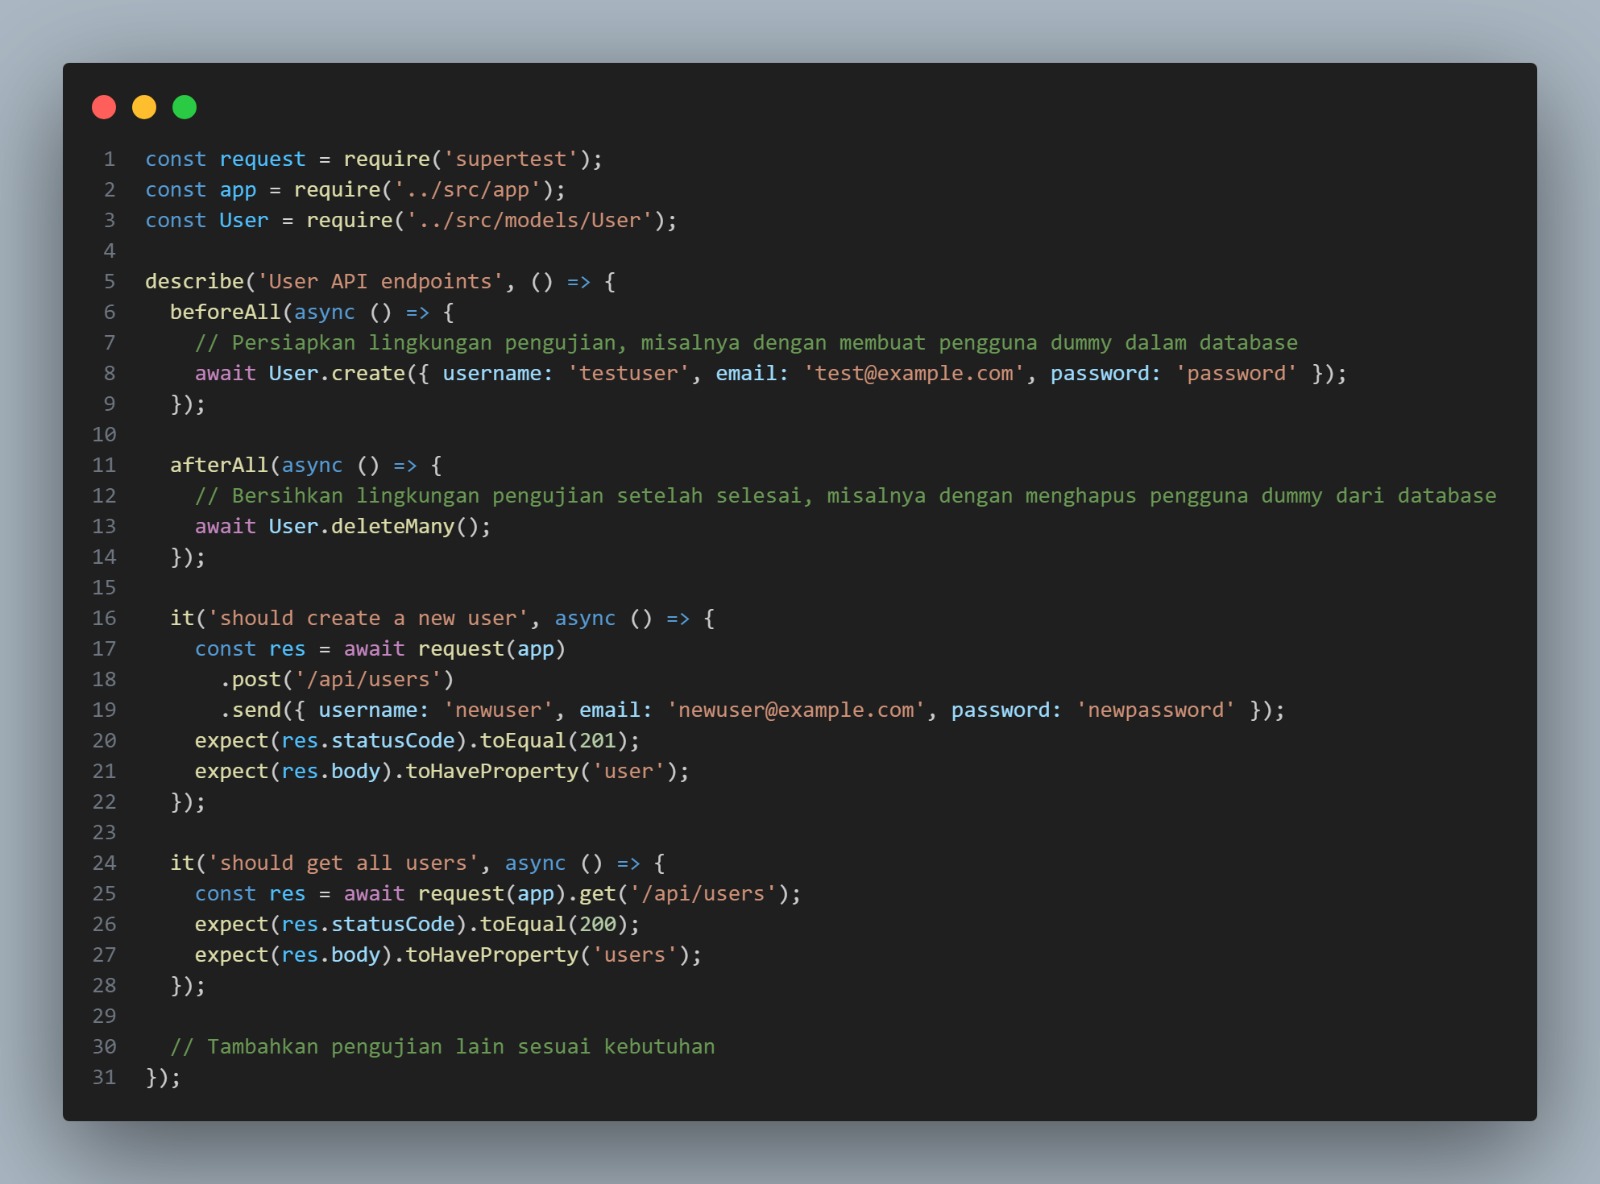 1 const request = require('supertest');
2 const app = require('../src/app');
3 const User = require('../src/models/User');
4
5 describe('User API endpoints', () => {
6   beforeAll(async () => {
7     // Persiapkan lingkungan pengujian, misalnya dengan membuat pengguna dummy dalam database
8     await User.create({ username: 'testuser', email: 'test@example.com', password: 'password' });
9   });
10
11   afterAll(async () => {
12     // Bersihkan lingkungan pengujian setelah selesai, misalnya dengan menghapus pengguna dummy dari database
13     await User.deleteMany();
14   });
15
16   it('should create a new user', async () => {
17     const res = await request(app)
18       .post('/api/users')
19       .send({ username: 'newuser', email: 'newuser@example.com', password: 'newpassword' });
20     expect(res.statusCode).toEqual(201);
21     expect(res.body).toHaveProperty('user');
22   });
23
24   it('should get all users', async () => {
25     const res = await request(app).get('/api/users');
26     expect(res.statusCode).toEqual(200);
27     expect(res.body).toHaveProperty('users');
28   });
29
30   // Tambahkan pengujian lain sesuai kebutuhan
31 });